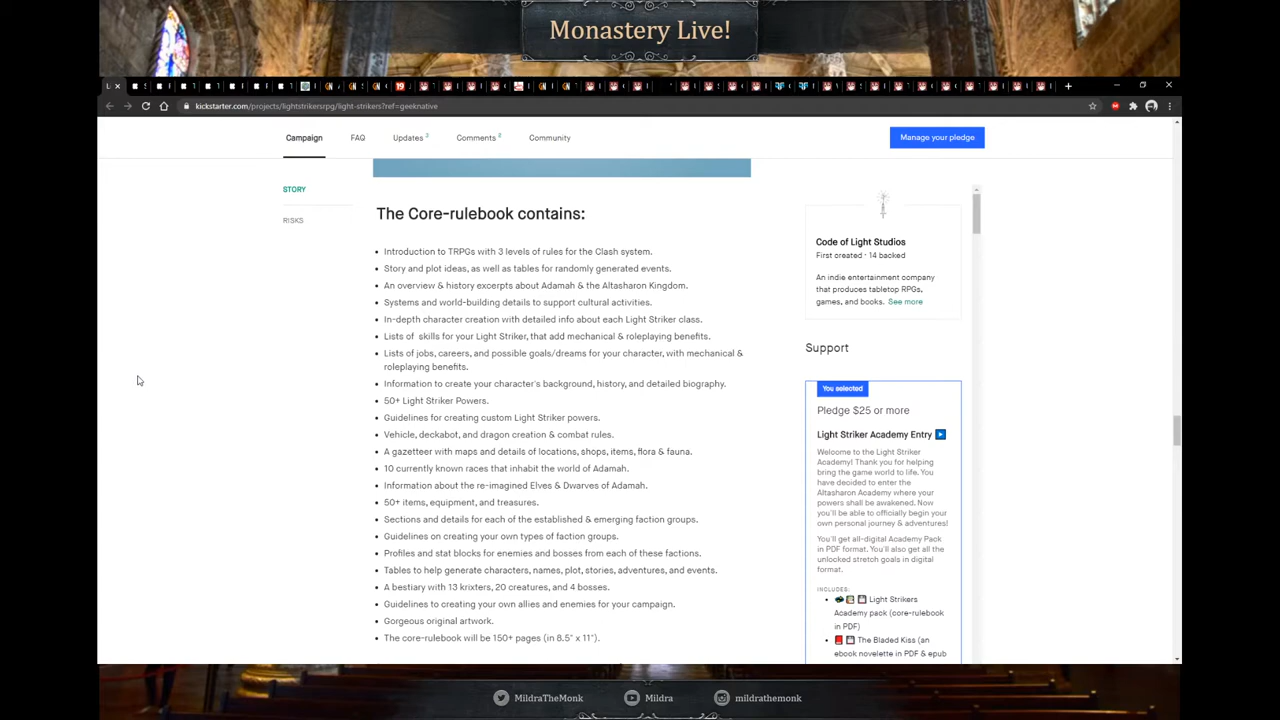 Monastery Live!
kickstarter.com/projects/lightstrikersrpg/light-strikers?ref=geeknative
Campaign FAQ Updates 2 Comments 8 Community Manage your pledge
STORY
RISKS
The Core-rulebook contains:
Introduction to TRPGs with 3 levels of rules for the Clash system.
Story and plot ideas, as well as tables for randomly generated events.
An overview & history excerpts about Adamah & the Altasharon Kingdom.
Systems and world-building details to support cultural activities.
In-depth character creation with detailed info about each Light Striker class.
Lists of skills for your Light Striker, that add mechanical & roleplaying benefits.
Lists of jobs, careers, and possible goals/dreams for your character, with mechanical &
roleplaying benefits.
Information to create your character's background, history, and detailed biography.
50+ Light Striker Powers.
Guidelines for creating custom Light Striker powers.
Vehicle, deckabot, and dragon creation & combat rules.
A gazetteer with maps and details of locations, shops, items, flora & fauna.
10 currently known races that inhabit the world of Adamah.
Information about the re-imagined Elves & Dwarves of Adamah.
50+ items, equipment, and treasures.
Sections and details for each of the established & emerging faction groups.
Guidelines on creating your own types of faction groups.
Profiles and stat blocks for enemies and bosses from each of these factions.
Tables to help generate characters, names, plot, stories, adventures, and events.
A bestiary with 13 krixters, 20 creatures, and 4 bosses.
Guidelines to creating your own allies and enemies for your campaign.
Gorgeous original artwork.
The core-rulebook will be 150+ pages (in 8.5" x 11").
Code of Light Studios
First created · 14 backed
An indie entertainment company
that produces tabletop RPGs,
games, and books. See more
Support
You selected
Pledge $25 or more
Light Striker Academy Entry
Welcome to the Light Striker
Academy! Thank you for helping
bring the game world to life. You
have decided to enter the
Altasharon Academy where your
powers shall be awakened. Now
you'll be able to officially begin your
own personal journey & adventures!
You'll get all-digital Academy Pack
in PDF format. You'll also get all the
unlocked stretch goals in digital
format.
INCLUDES:
Light Strikers
Academy pack (core-rulebook
in PDF)
The Bladed Kiss (an
ebook novelette in PDF & epub
MildraTheMonk Mildra mildrathemonk